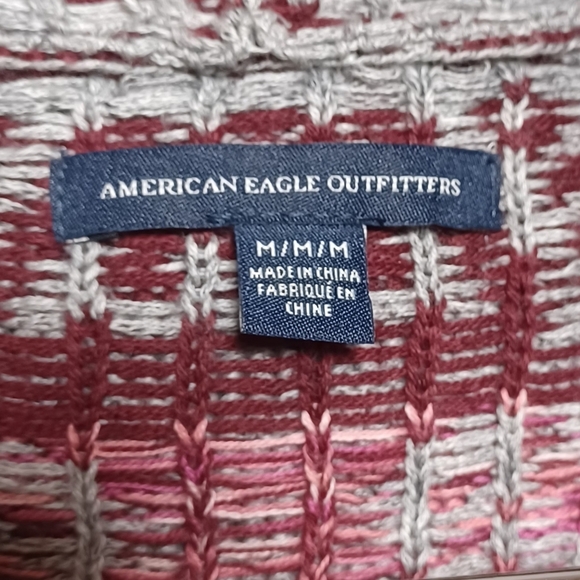 AMERICAN EAGLE OUTFITTERS
M/M/M
MADE IN CHINA
FABRIQUÉ EN
CHINE